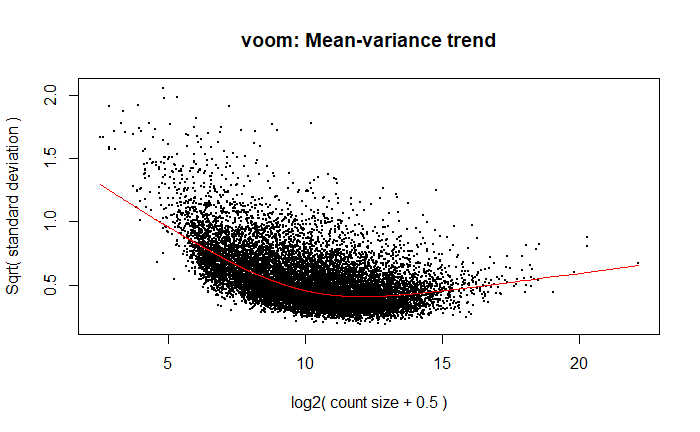 voom: Mean-variance trend
Sqrt( standard deviation )
2.0
1.5
1.0
0.5
5 10 15 20
log2( count size + 0.5 )